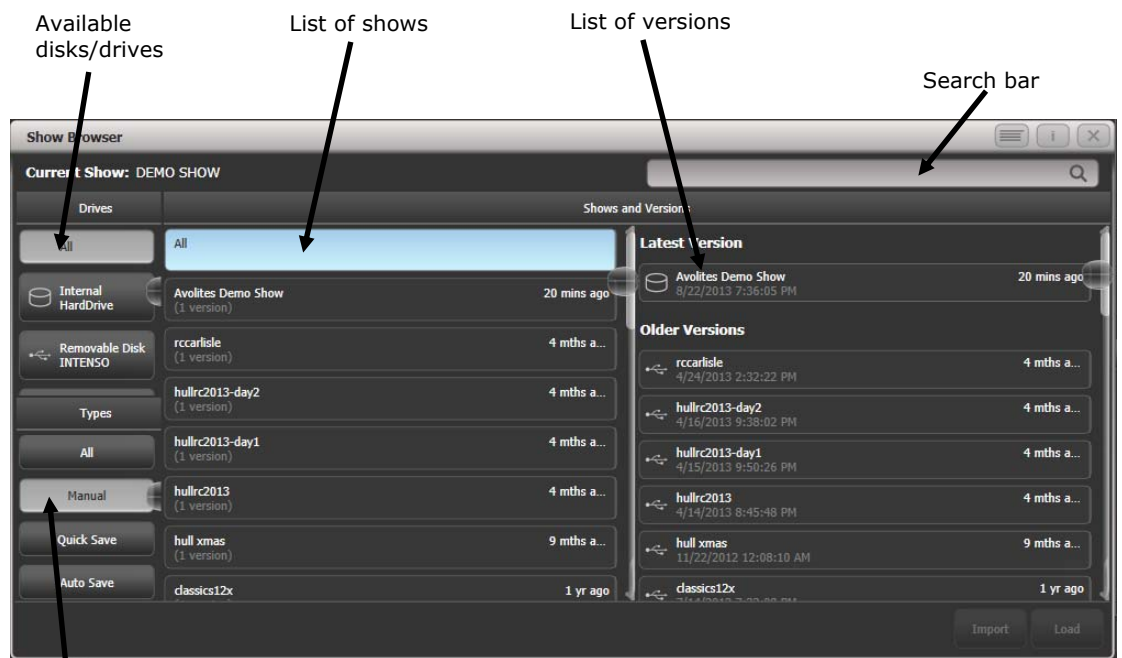 Available
disks/drives
List of shows
List of versions
Search bar
Show Browser
i
X
Current Show: DEMO SHOW
Drives
Shows and Versions
All
Internal
HardDrive
Removable Disk
INTENSO
Types
All
Manual
Quick Save
Auto Save
All
Avolites Demo Show
20 mins ago
(1 version)
rccarlisle
4 mths a...
(1 version)
hullrc2013-day2
4 mths a...
(1 version)
hullrc2013-day1
4 mths a...
(1 version)
hullrc2013
4 mths a...
(1 version)
hull xmas
9 mths a...
(1 version)
classics12x
1 yr ago
Latest Version
Avolites Demo Show
20 mins ago
8/22/2013 7:36:05 PM
Older Versions
rccarlisle
4 mths a...
4/24/2013 2:32:22 PM
hullrc2013-day2
4 mths a...
4/16/2013 9:38:02 PM
hullrc2013-day1
4 mths a...
4/15/2013 9:50:26 PM
hullrc2013
4 mths a...
4/14/2013 8:45:48 PM
hull xmas
9 mths a...
11/22/2012 12:08:10 AM
classics12x
1 yr ago
Import
Load